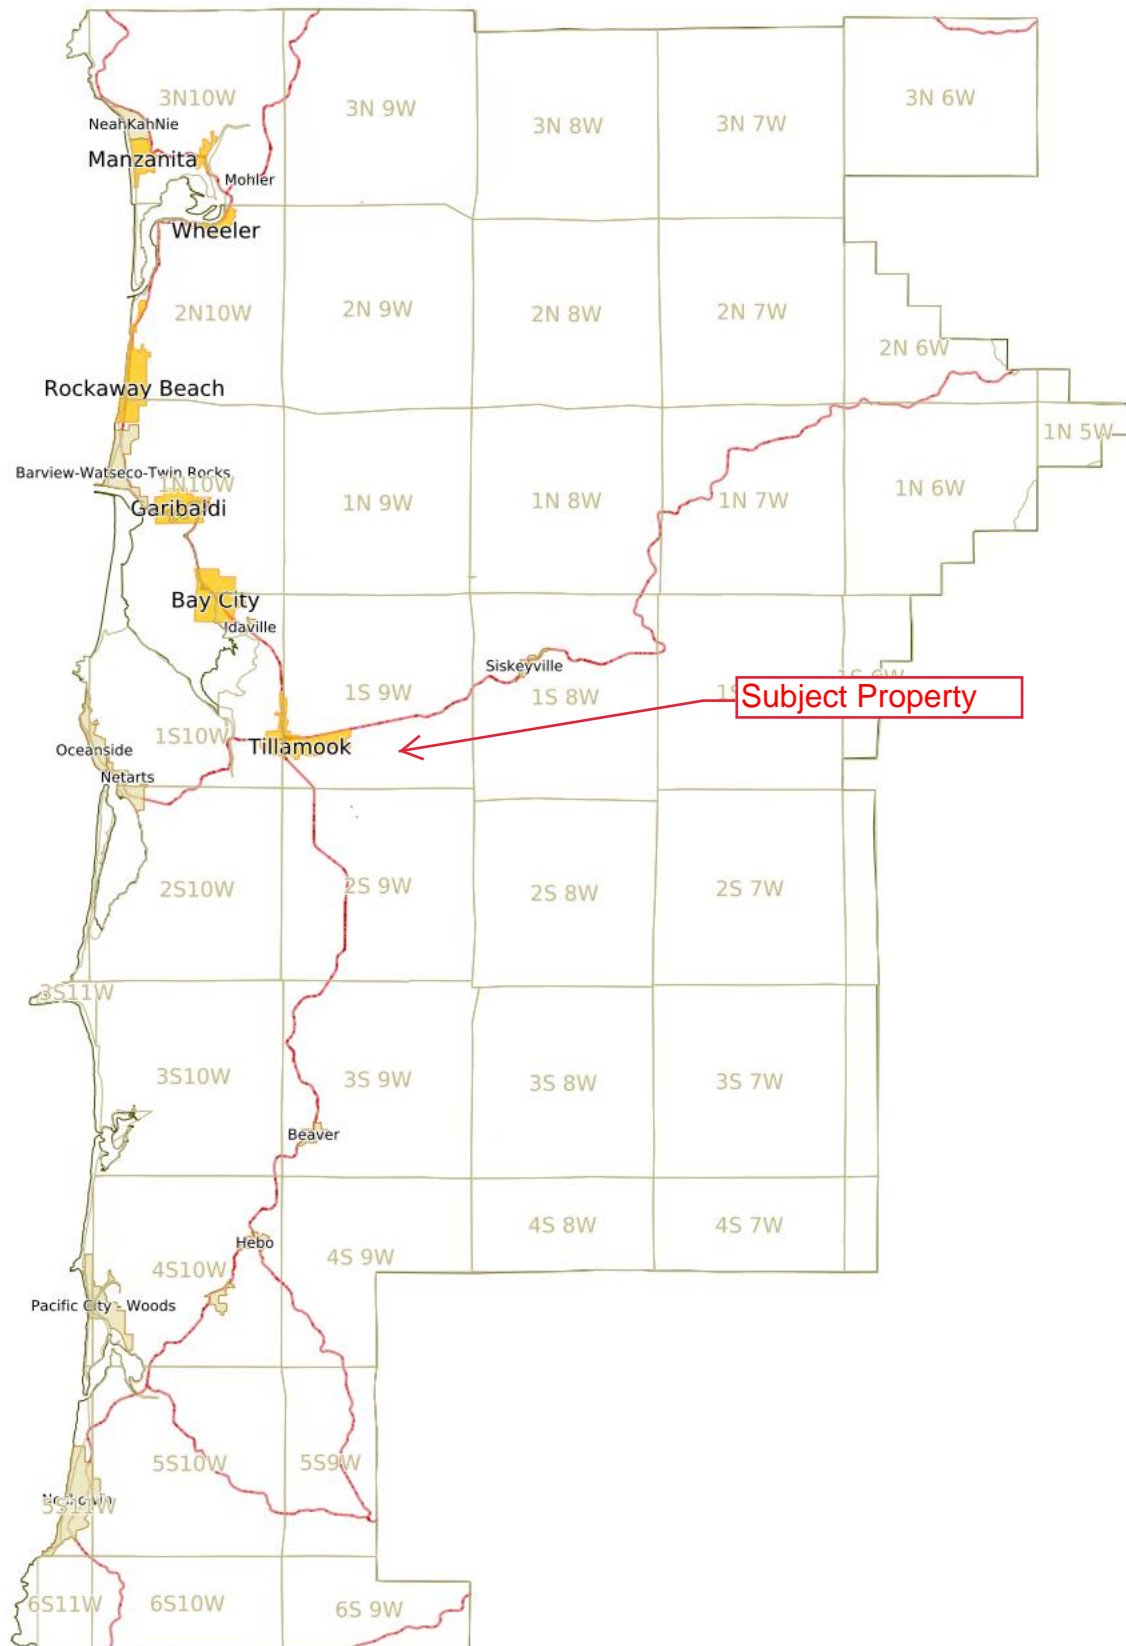 3N10W
3N 9W
3N 8W
3N 7W
3N 6W
NeahKahNie
Manzanita
Mohler
Wheeler
2N10W
2N 9W
2N 8W
2N 7W
2N 6W
Rockaway Beach
1N 5W
Barview-Watseco-Twin Rocks
1N10W
1N 9W
1N 8W
1N 7W
1N 6W
Garibaldi
Bay City
Idaville
Siskeyville
1S 9W
1S 8W
1S 6W
Subject Property
1S10W
Oceanside
Tillamook
Netarts
2S10W
2S 9W
2S 8W
2S 7W
3S11W
3S10W
3S 9W
3S 8W
3S 7W
Beaver
4S 8W
4S 7W
Hebo
4S10W
4S 9W
Pacific City - Woods
5S10W
5S9W
5S11W
6S11W
6S10W
6S 9W